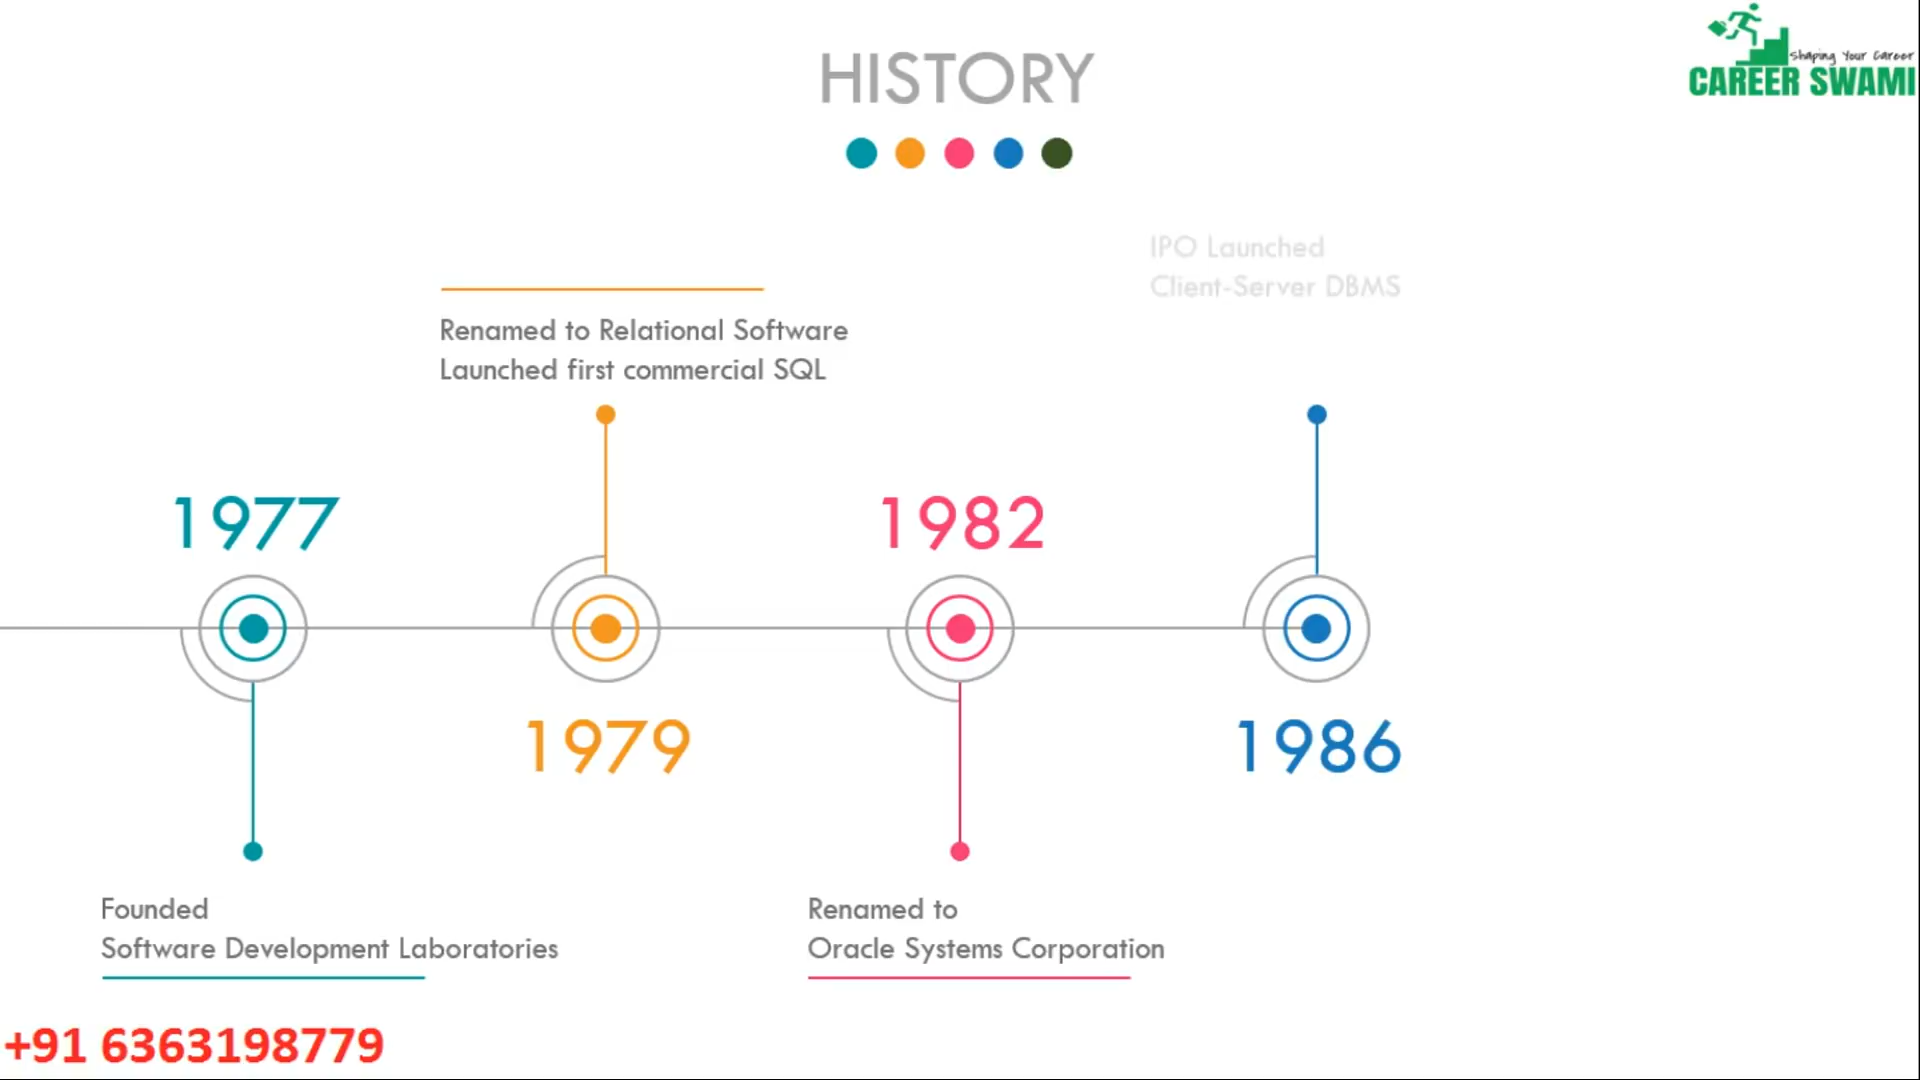 HISTORY
Shaping Your Career
CAREER SWAMI
IPO Launched
Client-Server DBMS
Renamed to Relational Software
Launched first commercial SQL
1977
1982
1979
1986
Founded
Software Development Laboratories
Renamed to
Oracle Systems Corporation
+91 6363198779